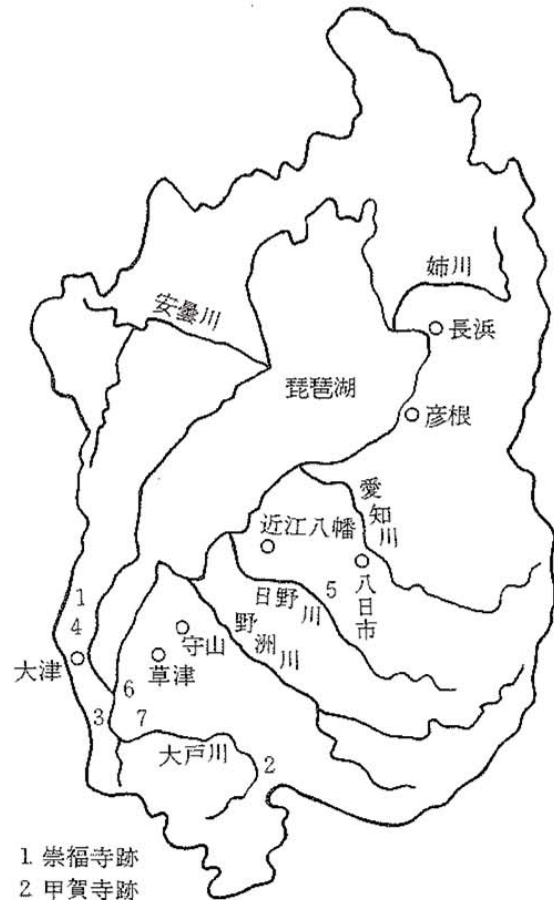 姉川
安曇川
長浜
琵琶湖
彦根
愛知川
近江八幡
八日市
5
日野川
野洲川
1
4
守山
大津
草津
6
3
7
大戸川
2
1 崇福寺跡
2 甲賀寺跡